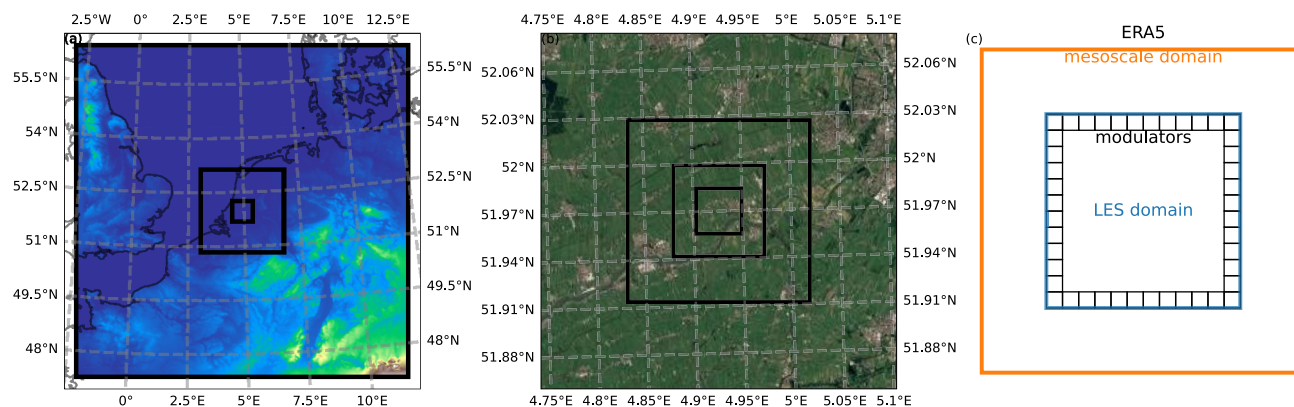 2.5°W 0° 2.5°E 5°E 7.5°E 10°E 12.5°E
(a)
55.5°N
54°N
52.5°N
51°N
49.5°N
48°N
55.5°N
54°N
52.5°N
51°N
49.5°N
48°N
0° 2.5°E 5°E 7.5°E 10°E
4.75°E 4.8°E 4.85°E 4.9°E 4.95°E 5°E 5.05°E 5.1°E
(b)
52.06°N
52.03°N
52°N
51.97°N
51.94°N
51.91°N
51.88°N
52.06°N
52.03°N
52°N
51.97°N
51.94°N
51.91°N
51.88°N
4.75°E 4.8°E 4.85°E 4.9°E 4.95°E 5°E 5.05°E 5.1°E
(c)
ERA5
mesoscale domain
modulators
LES domain